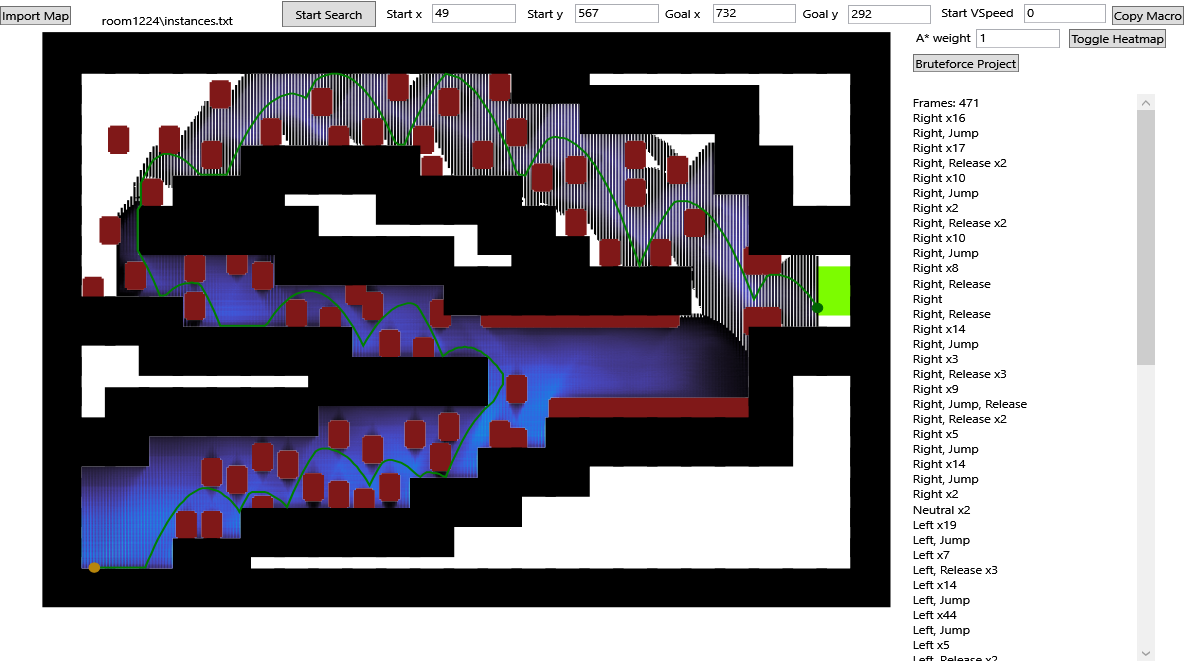 Import Map
room1224\instances.txt
Start Search
Start x 49
Start y 567
Goal x 732
Goal y 292
Start VSpeed 0
Copy Macro
A* weight 1
Toggle Heatmap
Bruteforce Project
Frames: 471
Right x16
Right, Jump
Right x17
Right, Release x2
Right x10
Right, Jump
Right x2
Right, Release x2
Right x10
Right, Jump
Right x8
Right, Release
Right
Right, Release
Right x14
Right, Jump
Right x3
Right, Release x3
Right x9
Right, Jump, Release
Right, Release x2
Right x5
Right, Jump
Right x14
Right, Jump
Right x2
Neutral x2
Left x19
Left, Jump
Left x7
Left, Release x3
Left x14
Left, Jump
Left x44
Left, Jump
Left x5
Left, Release x2